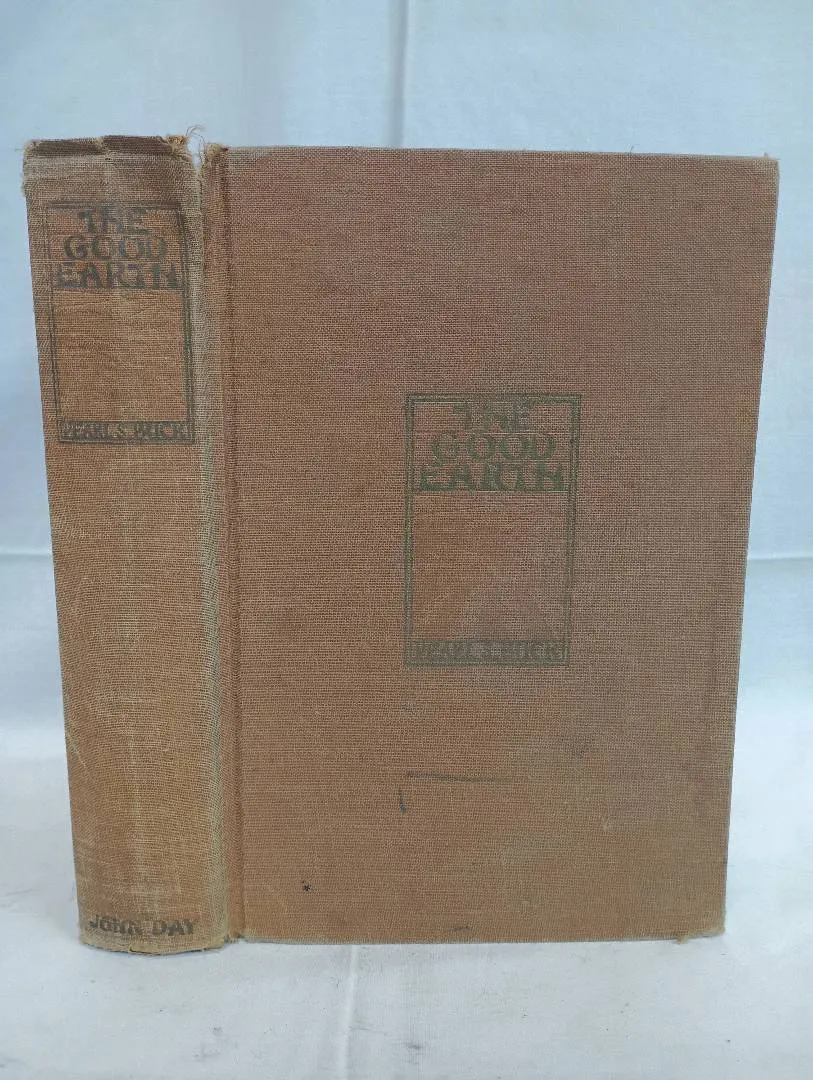 THE
GOOD
EARTH
PEARL S. BUCK
JOHN DAY
THE
GOOD
EARTH
PEARL S. BUCK